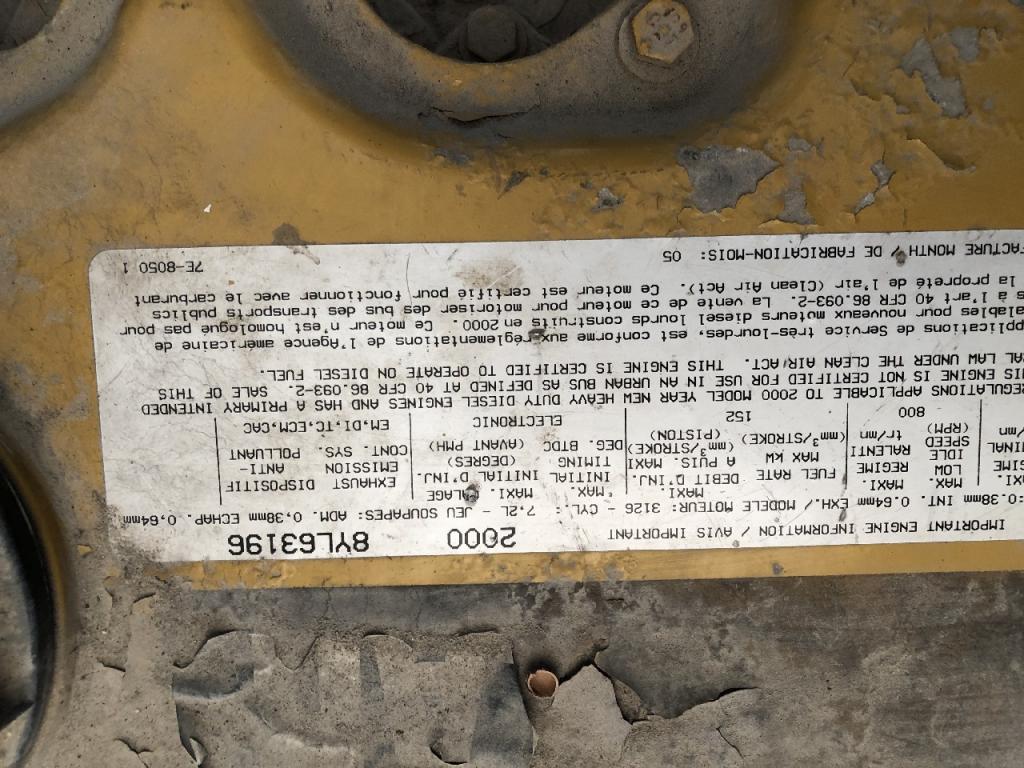 IMPORTANT ENGINE INFORMATION / AVIS IMPORTANT 2000 8YL63196
=0.38mm INT. 0.64mm EXH./ MODELE/ MOTEUR: 3126 - CYL.: 7.2L - JEU SOUPAPES: ADM. 0,38mm ECHAP. 0,64mm
MAX. MAXI.
LOW REGIME
IDLE RALENTI
SPEED tr/mn
(RPM)
800
MAXI.
FUEL RATE DEBIT D'INJ.
MAX kW A PUIS. MAXI
(mm³/STROKE) (mm³/STROKE)
(PISTON)
152
MAX. MAXI. CALAGE
INITIAL INITIAL D'INJ.
TIMING (DEGRES)
DEG. BTDC (AVANT PMH)
ELECTRONIC
EXHAUST DISPOSITIF
EMISSION ANTI-
CONT. SYS. POLLUANT
EM,DI,TC,ECM,CAC
REGULATIONS APPLICABLE TO 2000 MODEL YEAR NEW HEAVY DUTY DIESEL ENGINES AND HAS A PRIMARY INTENDED
THIS ENGINE IS NOT CERTIFIED FOR USE IN AN URBAN BUS AS DEFINED AT 40 CFR 86.093-2. SALE OF THIS
AL LAW UNDER THE CLEAN AIR ACT. THIS ENGINE IS CERTIFIED TO OPERATE ON DIESEL FUEL.
pplications de Service très-lourdes, est conforme aux réglementations de l'Agence américaine de
alables pour nouveaux moteurs diesel lourds construits en 2000. Ce moteur n'est homologué pas pour
s à l'art 40 CFR 86.093-2. La vente de ce moteur pour motoriser des bus des transports publics
la propreté de l'air (Clean Air Act). Ce moteur est certifié pour fonctionner avec le carburant
FACTURE MONTH / DE FABRICATION-MOIS: 05 7E-8050 1